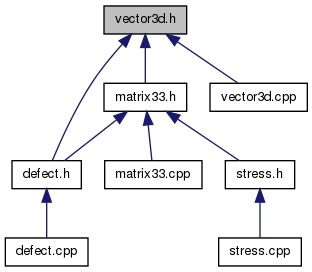 vector3d.h
matrix33.h
vector3d.cpp
defect.h
matrix33.cpp
stress.h
defect.cpp
stress.cpp